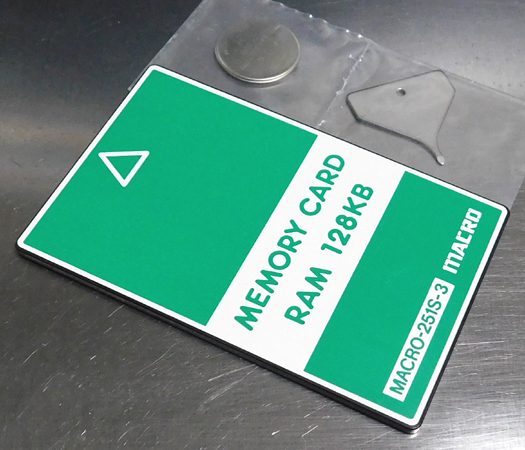 MEMORY CARD
RAM 128KB
MACRO-251S-3
MACRO